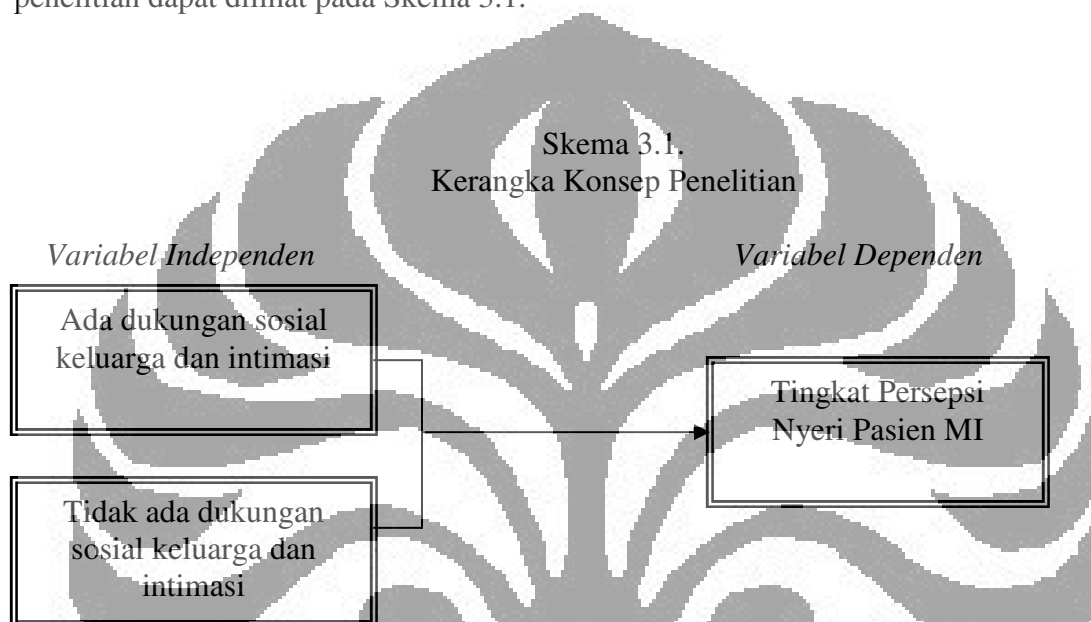 penelitian dapat dilihat pada Skema 3.1.
Skema 3.1.
Kerangka Konsep Penelitian
Variabel Independen
Variabel Dependen
Ada dukungan sosial
keluarga dan intimasi
Tingkat Persepsi
Nyeri Pasien MI
Tidak ada dukungan
sosial keluarga dan
intimasi